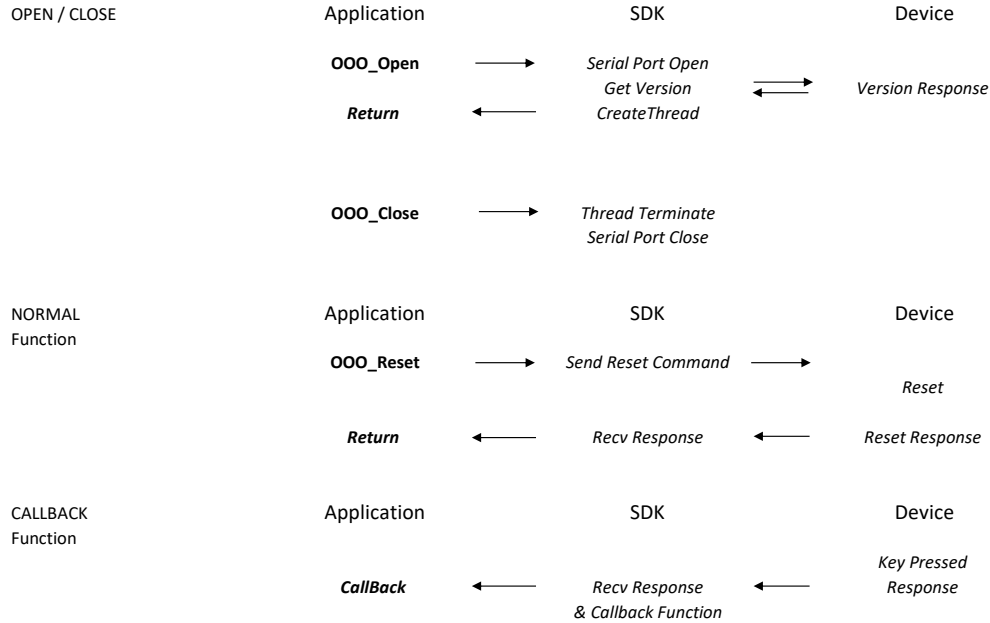 OPEN / CLOSE Application SDK Device
OOO_Open Serial Port Open
Get Version Version Response
Return CreateThread
OOO_Close Thread Terminate
Serial Port Close
NORMAL Application SDK Device
Function
OOO_Reset Send Reset Command
Reset
Return Recv Response Reset Response
CALLBACK Application SDK Device
Function
Key Pressed
CallBack Recv Response Response
& Callback Function